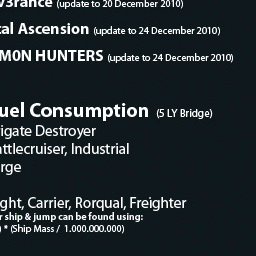 v3rance (update to 20 December 2010)
cal Ascension (update to 24 December 2010)
M0N HUNTERS (update to 24 December 2010)
uel Consumption (5 LY Bridge)
igate Destroyer
attlecruiser, Industrial
rge
ght, Carrier, Rorqual, Freighter
r ship & jump can be found using:
) * (Ship Mass / 1.000.000.000)